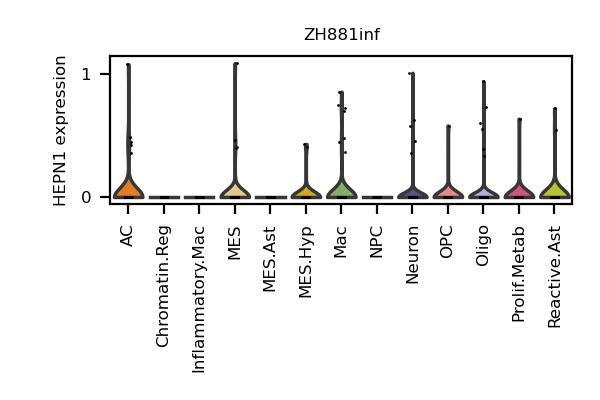 ZH881inf
HEPN1 expression
1
0
AC
Chromatin.Reg
Inflammatory.Mac
MES
MES.Ast
MES.Hyp
Mac
NPC
Neuron
OPC
Oligo
Prolif.Metab
Reactive.Ast